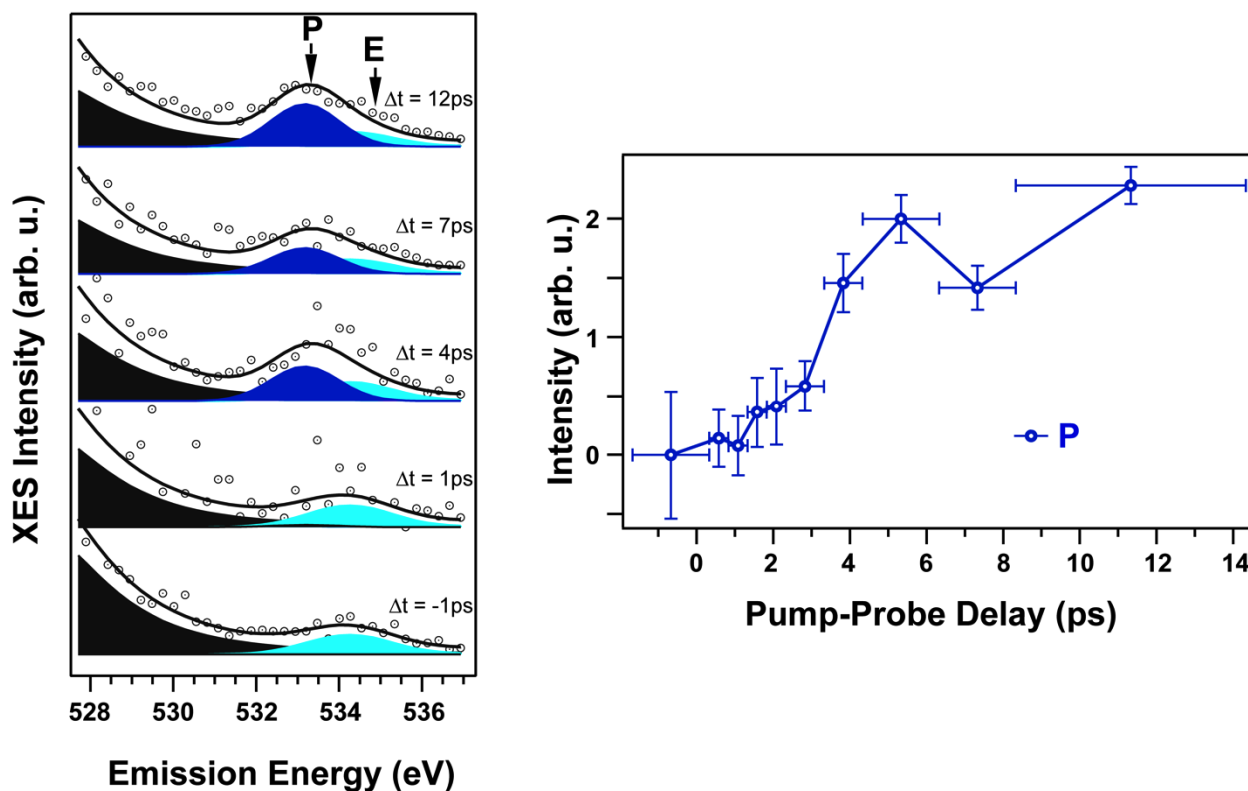 P
E
Δt = 12ps
Δt = 7ps
Δt = 4ps
Δt = 1ps
Δt = -1ps
XES Intensity (arb. u.)
528 530 532 534 536
Emission Energy (eV)
Intensity (arb. u.)
2
1
0
P
0 2 4 6 8 10 12 14
Pump-Probe Delay (ps)